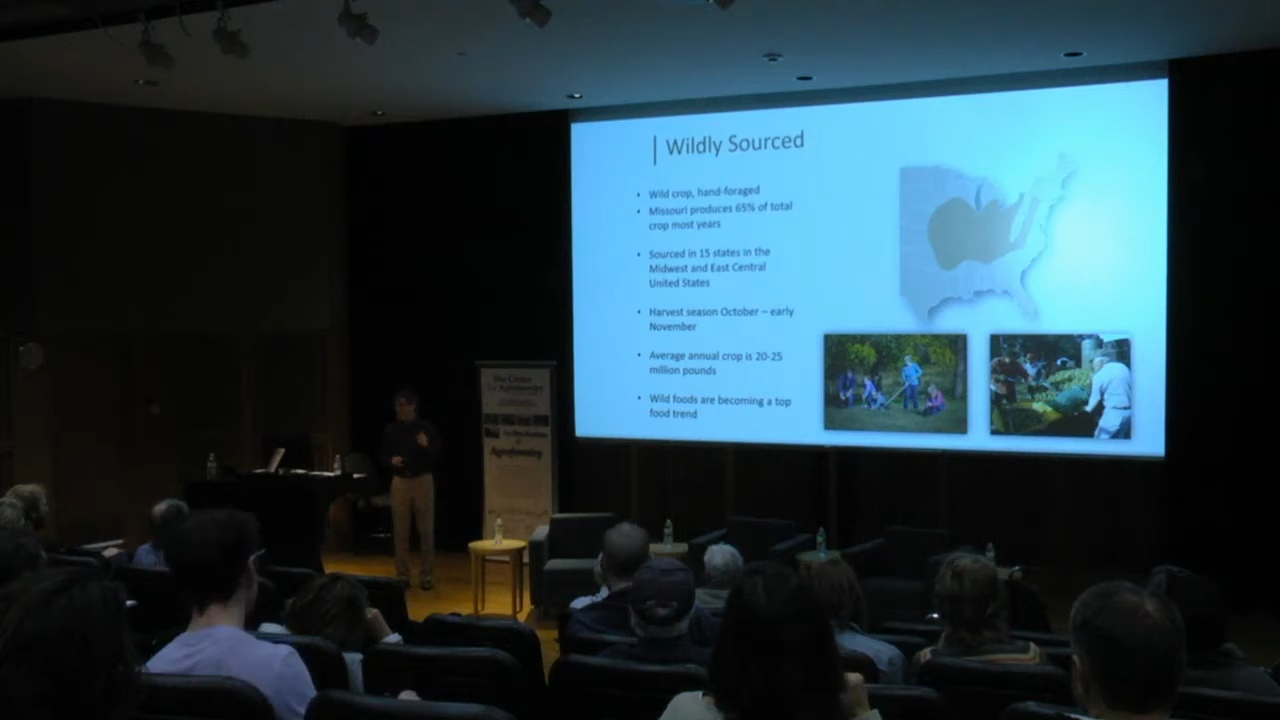 Wildly Sourced
• Wild crop, hand-foraged
• Missouri produces 65% of total
crop most years
• Sourced in 15 states in the
Midwest and East Central
United States
• Harvest season October – early
November
• Average annual crop is 20-25
million pounds
• Wild foods are becoming a top
food trend
The Center
for Agroforestry
Agroforestry